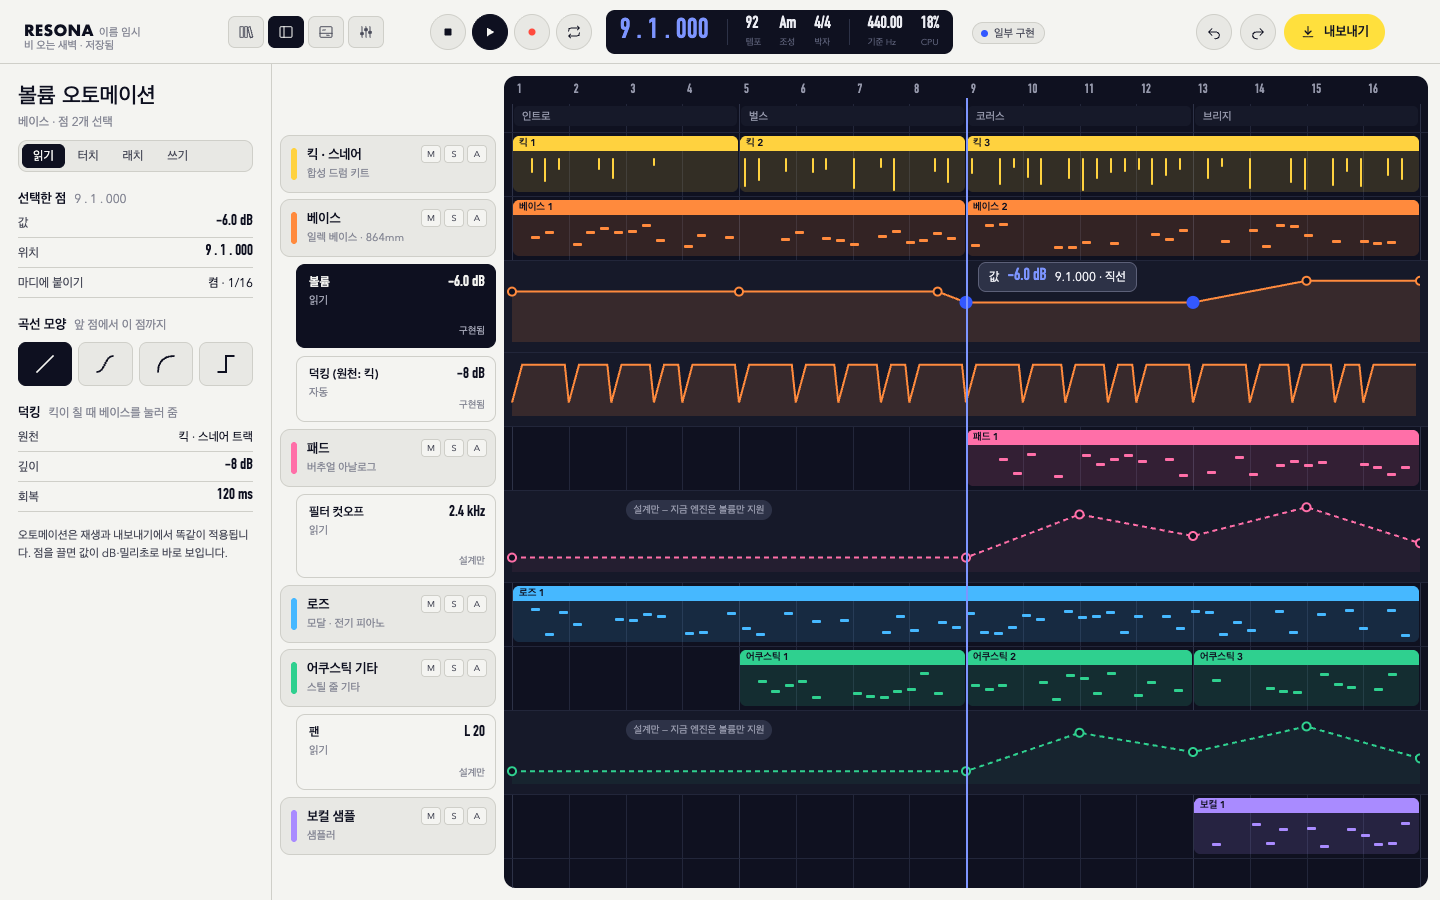 RESONA 이름 임시
비 오는 새벽 · 저장됨
9 . 1 . 000
92 Am 4/4
템포 조성 박자
440.00 18%
기준 Hz CPU
일부 구현
내보내기
볼륨 오토메이션
베이스 · 점 2개 선택
읽기 터치 래치 쓰기
선택한 점 9 . 1 . 000
값 −6.0 dB
위치 9 . 1 . 000
마디에 붙이기 켬 · 1/16
곡선 모양 앞 점에서 이 점까지
덕킹 킥이 칠 때 베이스를 눌러 줌
원천 킥 · 스네어 트랙
깊이 −8 dB
회복 120 ms
오토메이션은 재생과 내보내기에서 똑같이 적용됩니
다. 점을 끌면 값이 dB·밀리초로 바로 보입니다.
킥 · 스네어 M S A
합성 드럼 키트
베이스 M S A
일렉 베이스 · 864mm
볼륨 −6.0 dB
읽기
구현됨
덕킹 (원천: 킥) −8 dB
자동
구현됨
패드 M S A
버추얼 아날로그
필터 컷오프 2.4 kHz
읽기
설계만
로즈 M S A
모달 · 전기 피아노
어쿠스틱 기타 M S A
스틸 줄 기타
팬 L 20
읽기
설계만
보컬 샘플 M S A
샘플러
1 2 3 4 5 6 7 8 9 10 11 12 13 14 15 16
인트로 벌스 코러스 브리지
킥 1 킥 2 킥 3
베이스 1 베이스 2
값 −6.0 dB 9.1.000 · 직선
패드 1
설계만 — 지금 엔진은 볼륨만 지원
로즈 1
어쿠스틱 1 어쿠스틱 2 어쿠스틱 3
설계만 — 지금 엔진은 볼륨만 지원
보컬 1